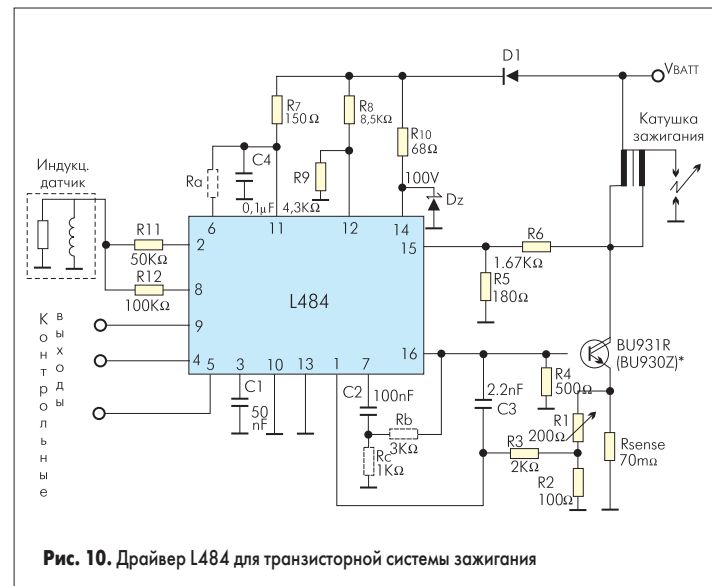 D1
VBATT
R7
150Ω
R8
8,5KΩ
R10
68Ω
Катушка
зажигания
Индукц.
датчик
Ra
C4
R9
100V
Dz
0,1µF
4,3KΩ
6
11
12
14
R11
50KΩ
2
15
R6
1.67KΩ
R5
180Ω
R12
100KΩ
8
L484
9
4
5
3
10
13
1
7
16
BU931R
(BU930Z)*
Контрольные
выходы
C1
50
nF
C2
100nF
2.2nF
C3
R4
500Ω
Rb
3KΩ
Rc
1KΩ
R3
2KΩ
R1
200Ω
R2
100Ω
Rsense
70mΩ
Рис. 10. Драйвер L484 для транзисторной системы зажигания